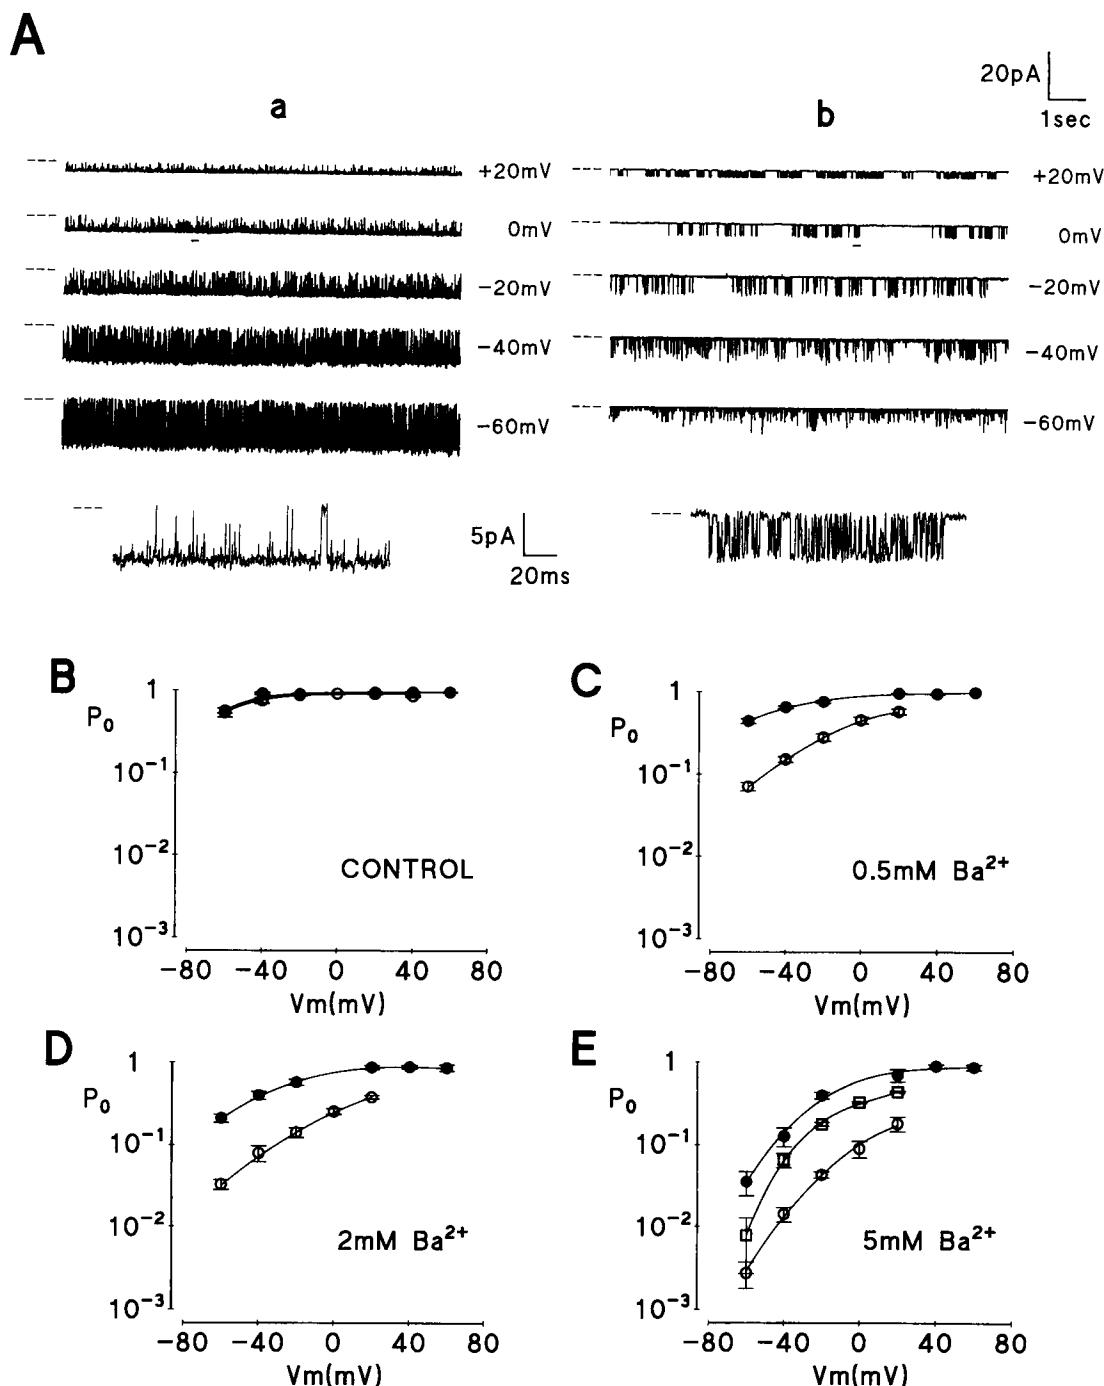 A
20pA
1sec
a
b
+20mV
0mV
−20mV
−40mV
−60mV
+20mV
0mV
−20mV
−40mV
−60mV
5pA
20ms
B
1
P₀
10⁻¹
10⁻²
10⁻³
CONTROL
−80 −40 0 40 80
Vm(mV)
C
1
P₀
10⁻¹
10⁻²
10⁻³
0.5mM Ba²⁺
−80 −40 0 40 80
Vm(mV)
D
1
P₀
10⁻¹
10⁻²
10⁻³
2mM Ba²⁺
−80 −40 0 40 80
Vm(mV)
E
1
P₀
10⁻¹
10⁻²
10⁻³
5mM Ba²⁺
−80 −40 0 40 80
Vm(mV)